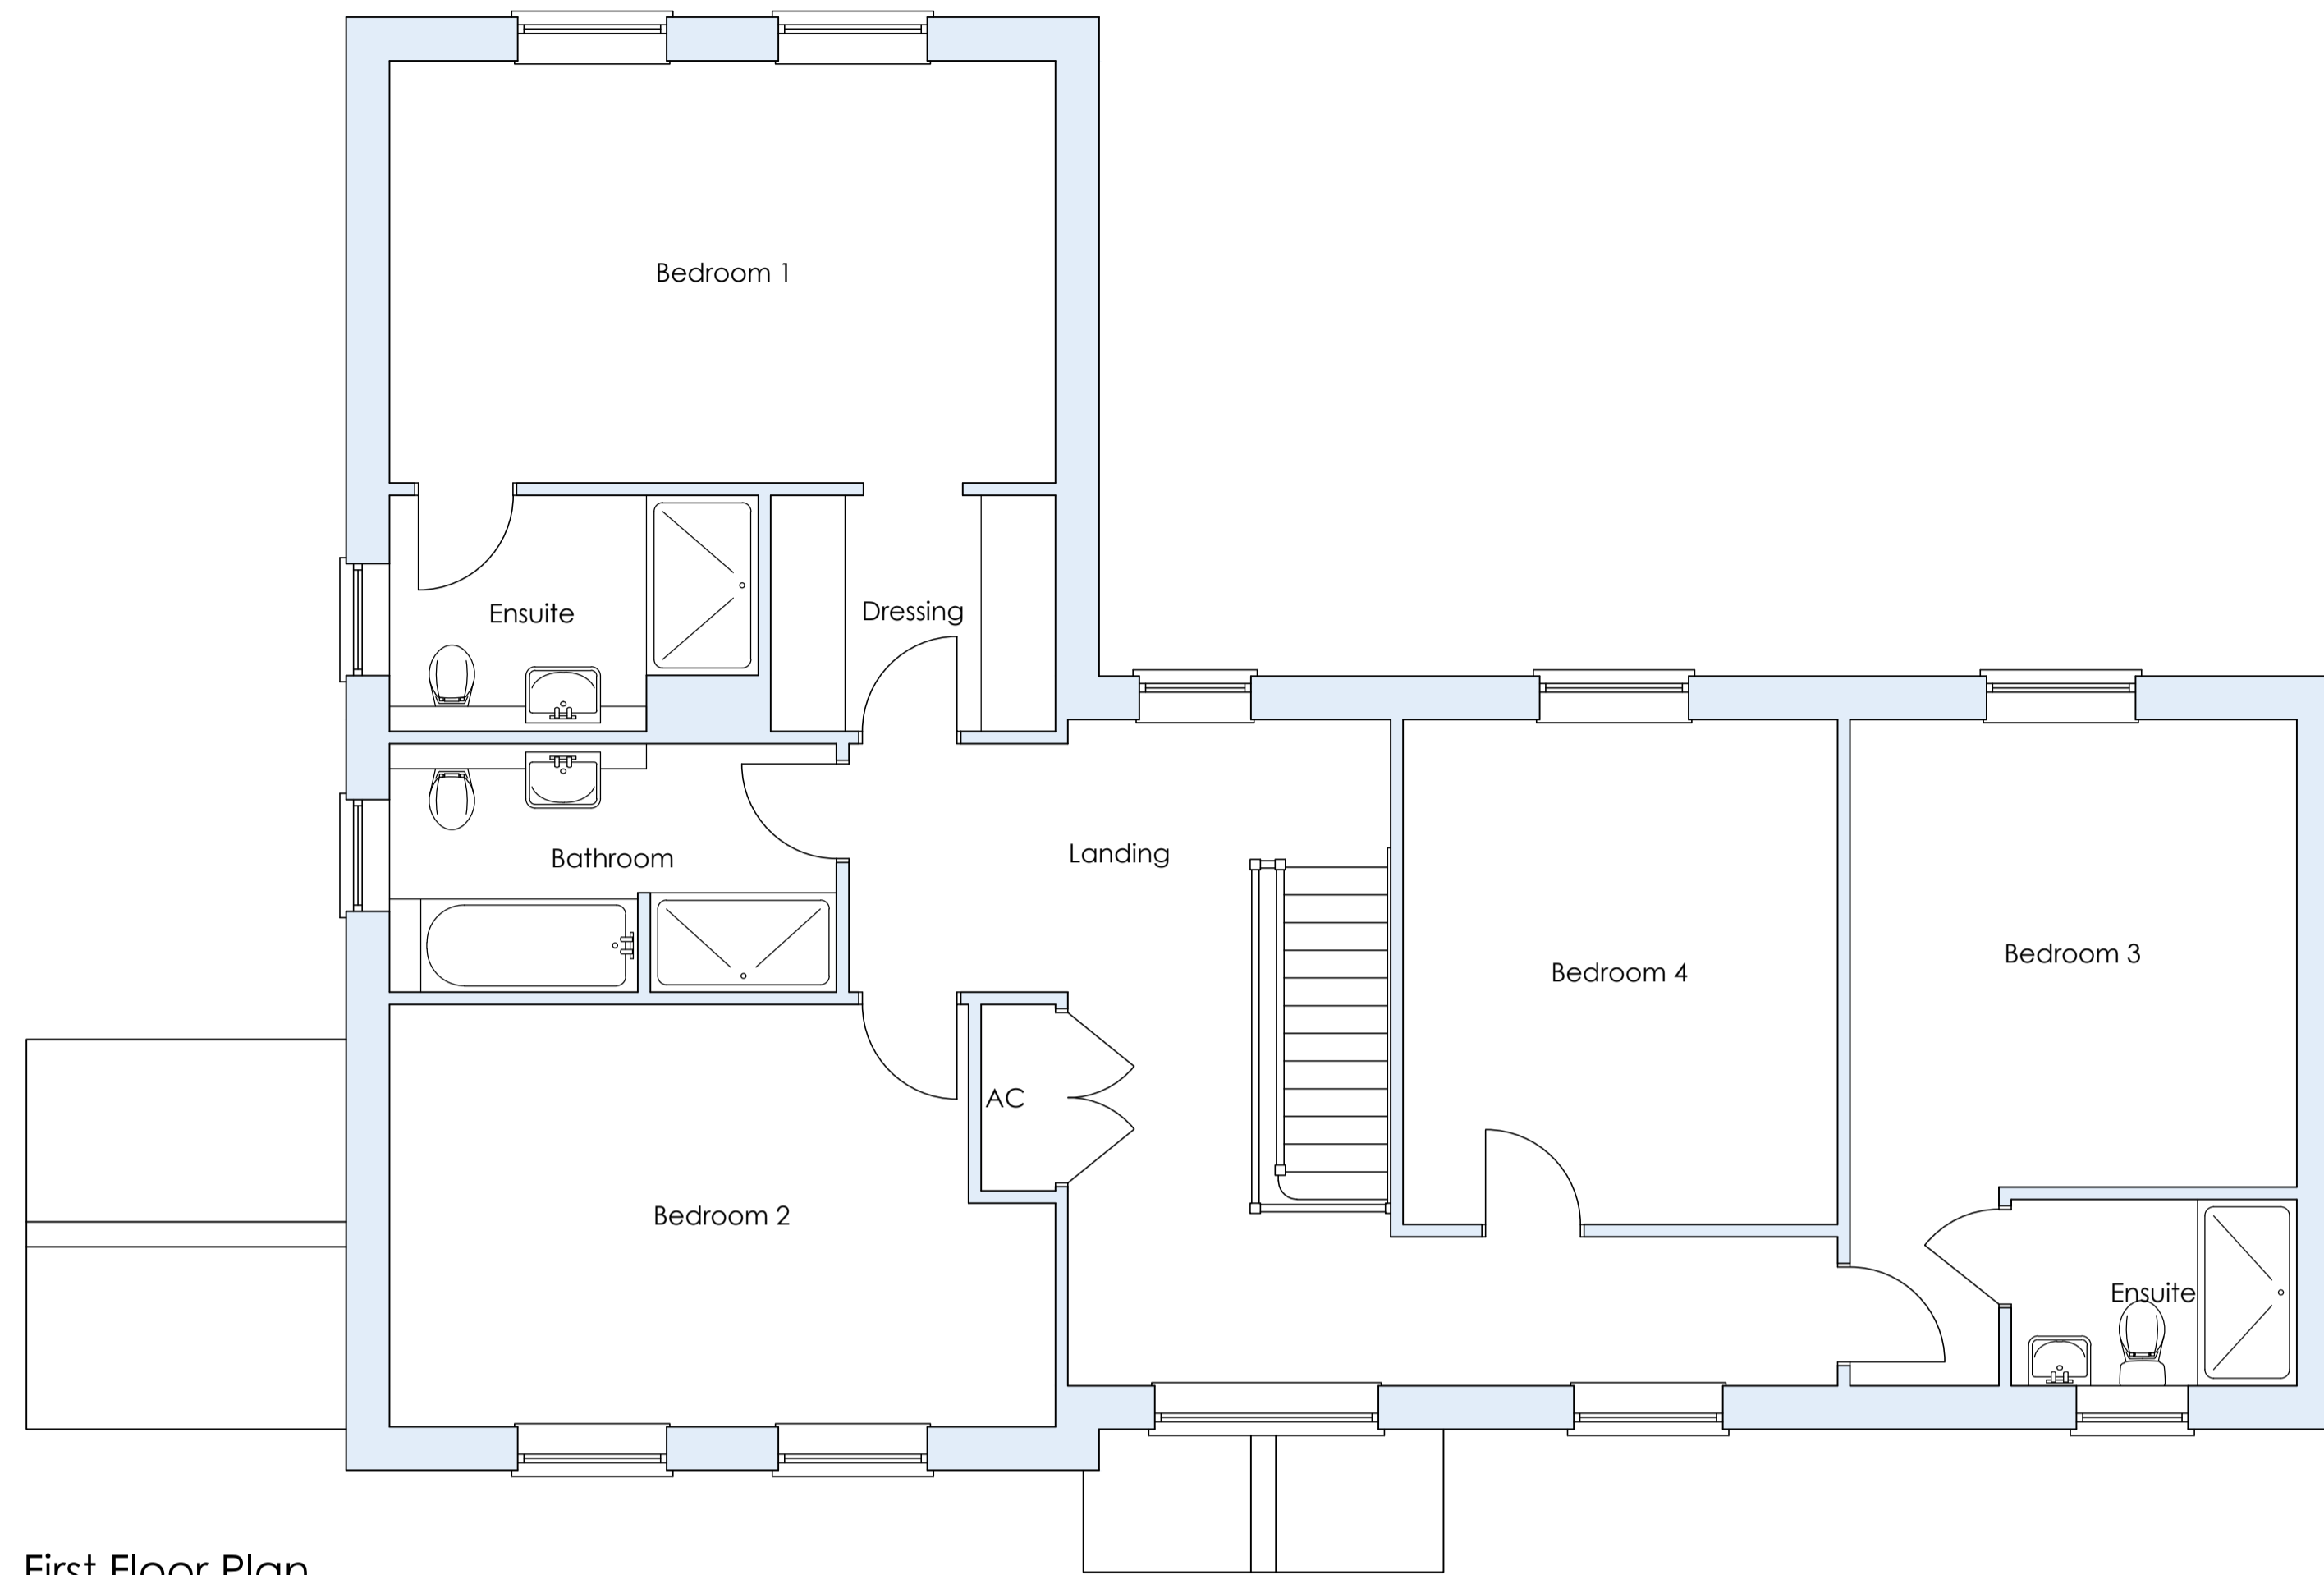 Bedroom 1
Ensuite
Dressing
Bathroom
Landing
Bedroom 4
Bedroom 3
AC
Bedroom 2
Ensuite
First Floor Plan